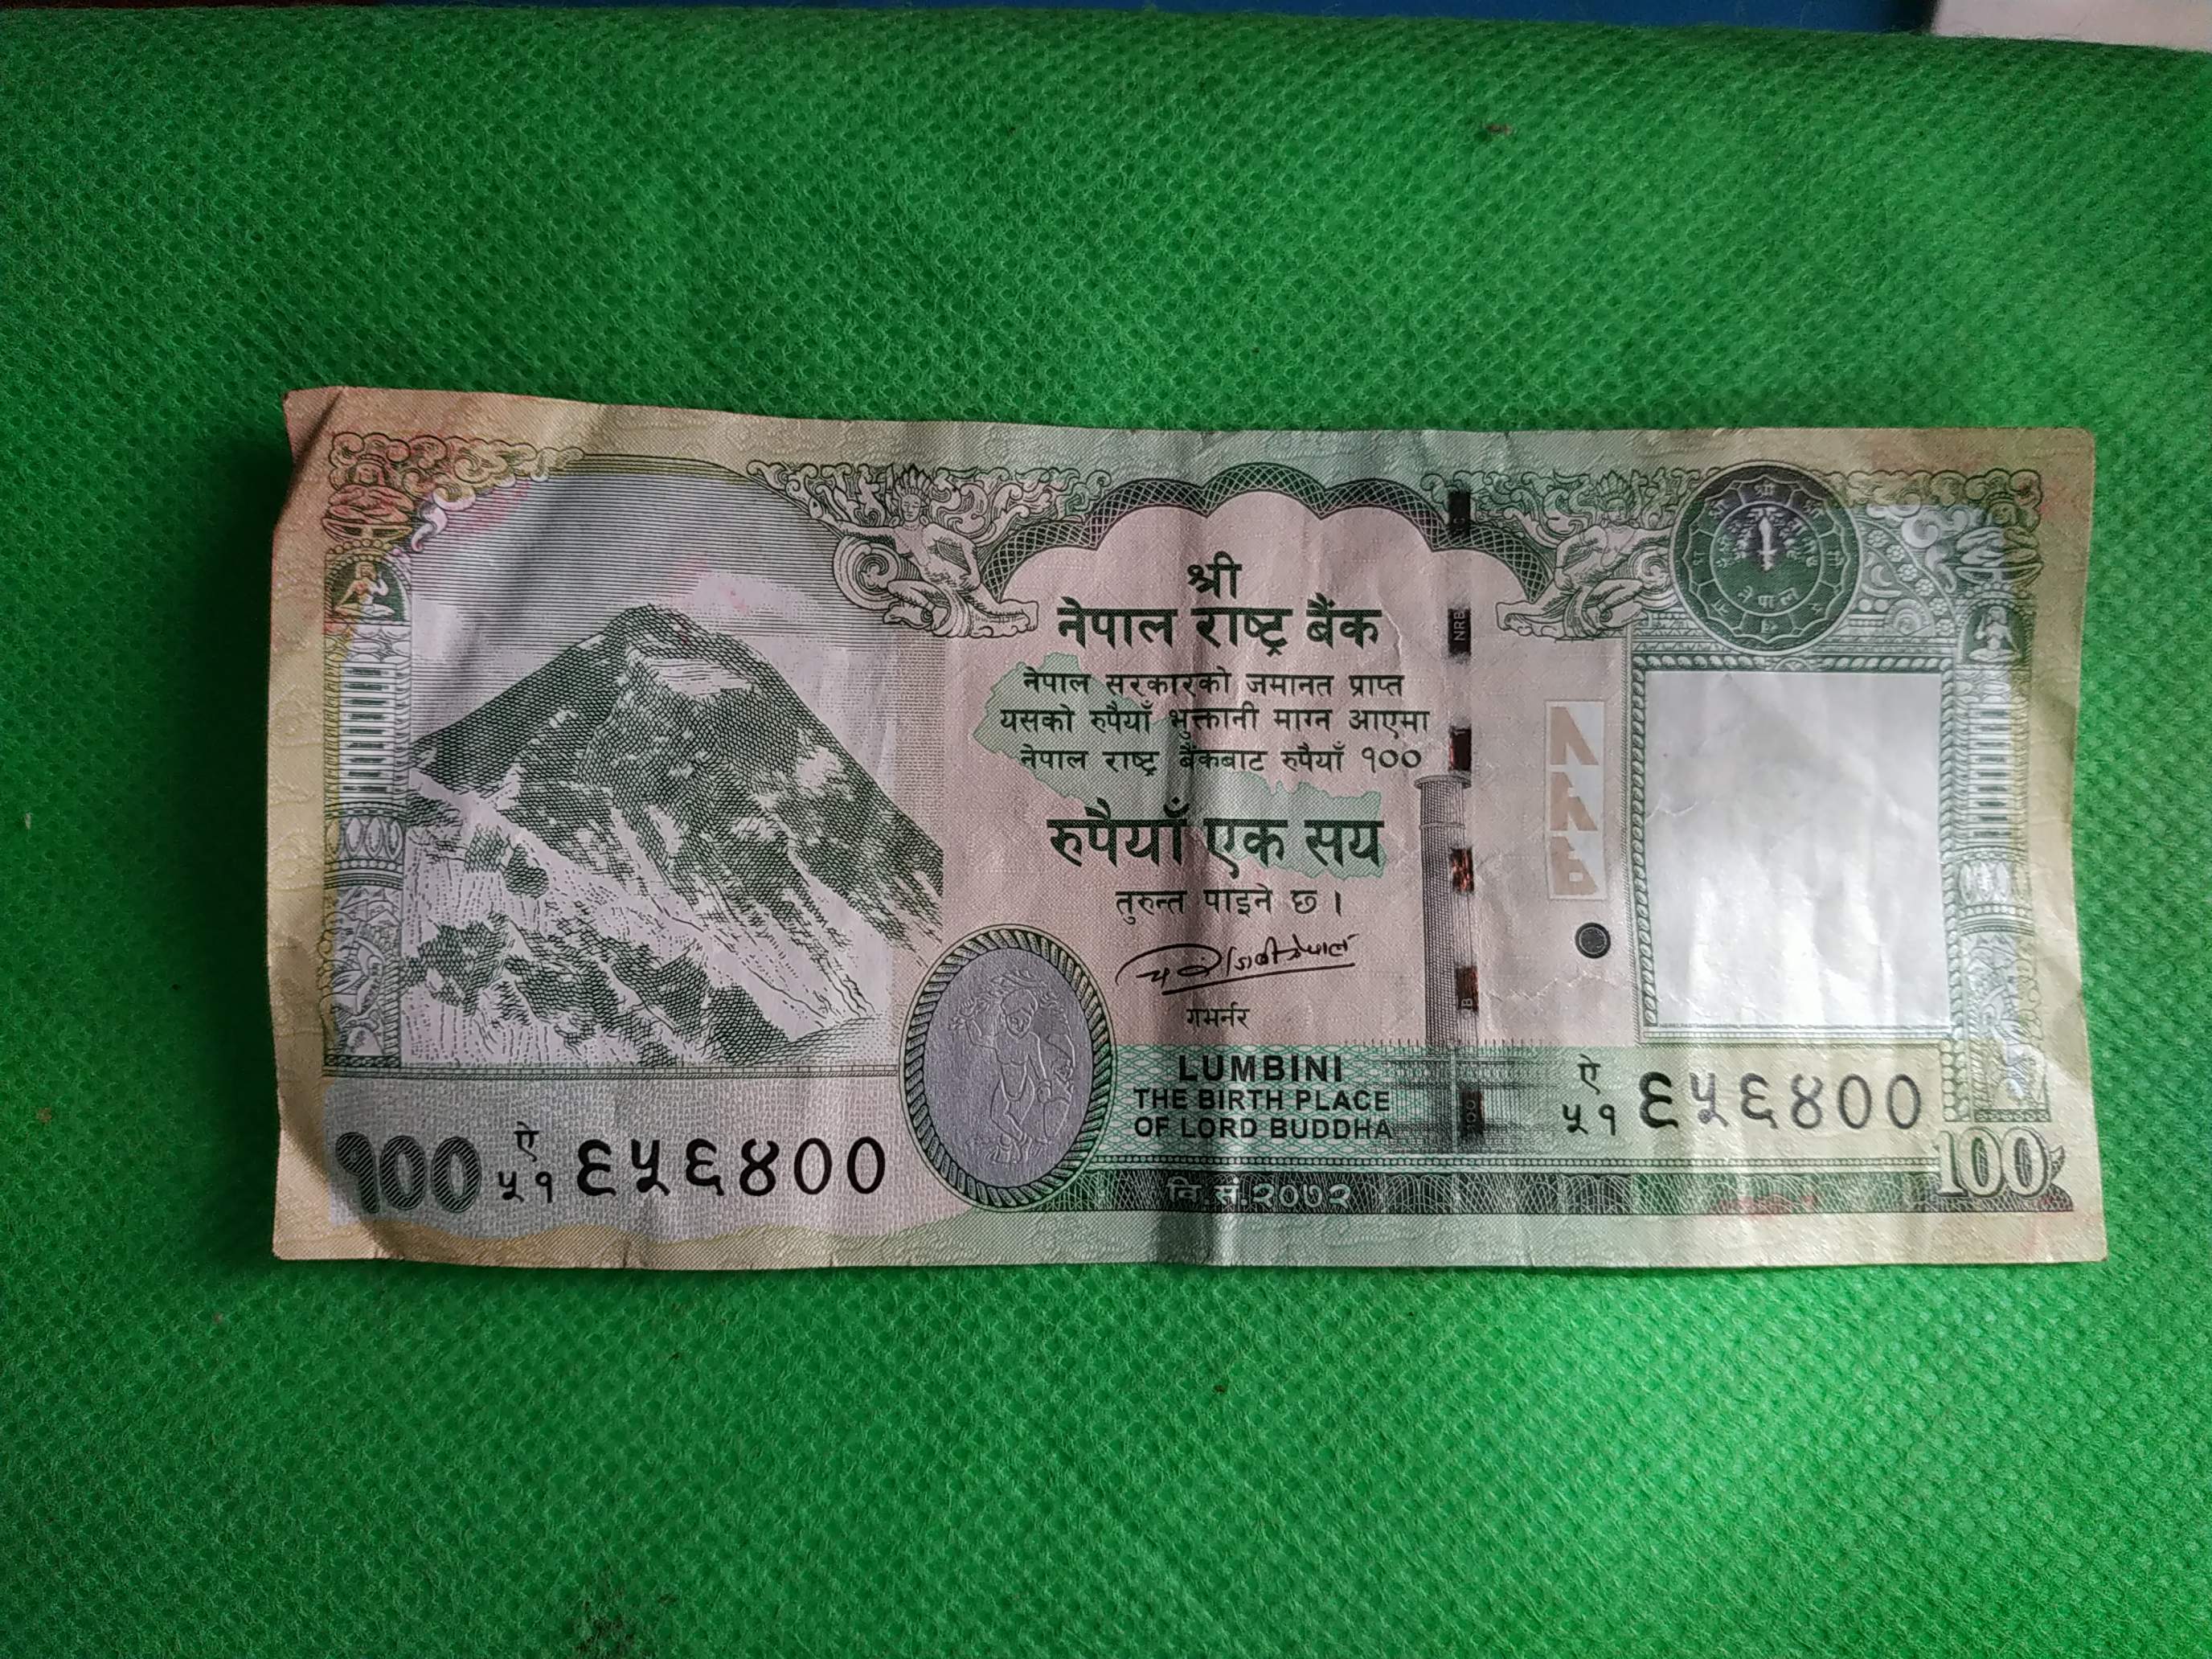 श्री
नेपाल राष्ट्र बैंक
नेपाल सरकारको जमानत प्राप्त
यसको रुपैयाँ भुक्तानी माग्न आएमा
नेपाल राष्ट्र बैंकबाट रुपैयाँ १००
रुपैयाँ एक सय
तुरुन्त पाइने छ ।
गभर्नर
LUMBINI
THE BIRTH PLACE
OF LORD BUDDHA
वि.सं.२०७२
१०० ऐ ५१ ६५६४००
ऐ ५१ ६५६४००
100
NRB
नेपाल